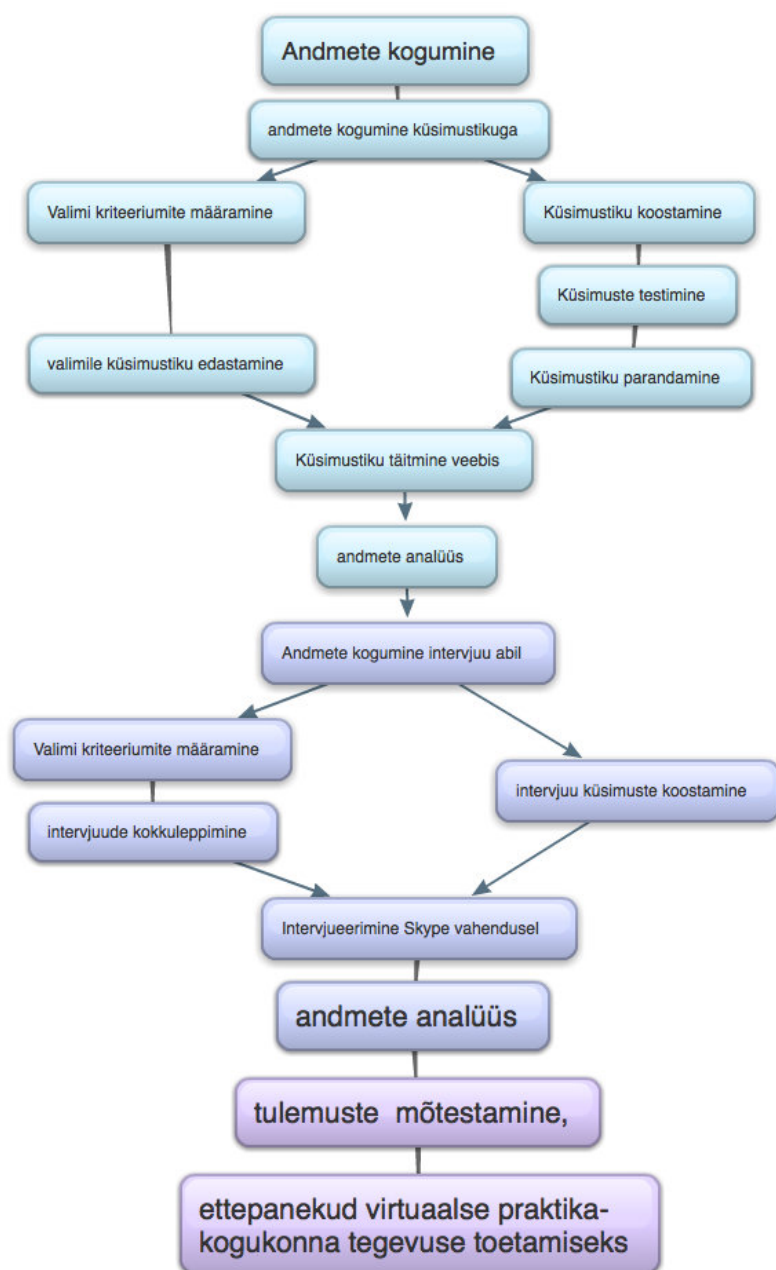 Andmete kogumine
andmete kogumine küsimustikuga
Valimi kriteeriumite määramine
Küsimustiku koostamine
Küsimuste testimine
valimile küsimustiku edastamine
Küsimustiku parandamine
Küsimustiku täitmine veebis
andmete analüüs
Andmete kogumine intervjuu abil
Valimi kriteeriumite määramine
intervjuu küsimuste koostamine
intervjuude kokkuleppimine
Intervjueerimine Skype vahendusel
andmete analüüs
tulemuste mõtestamine,
ettepanekud virtuaalse praktika-
kogukonna tegevuse toetamiseks